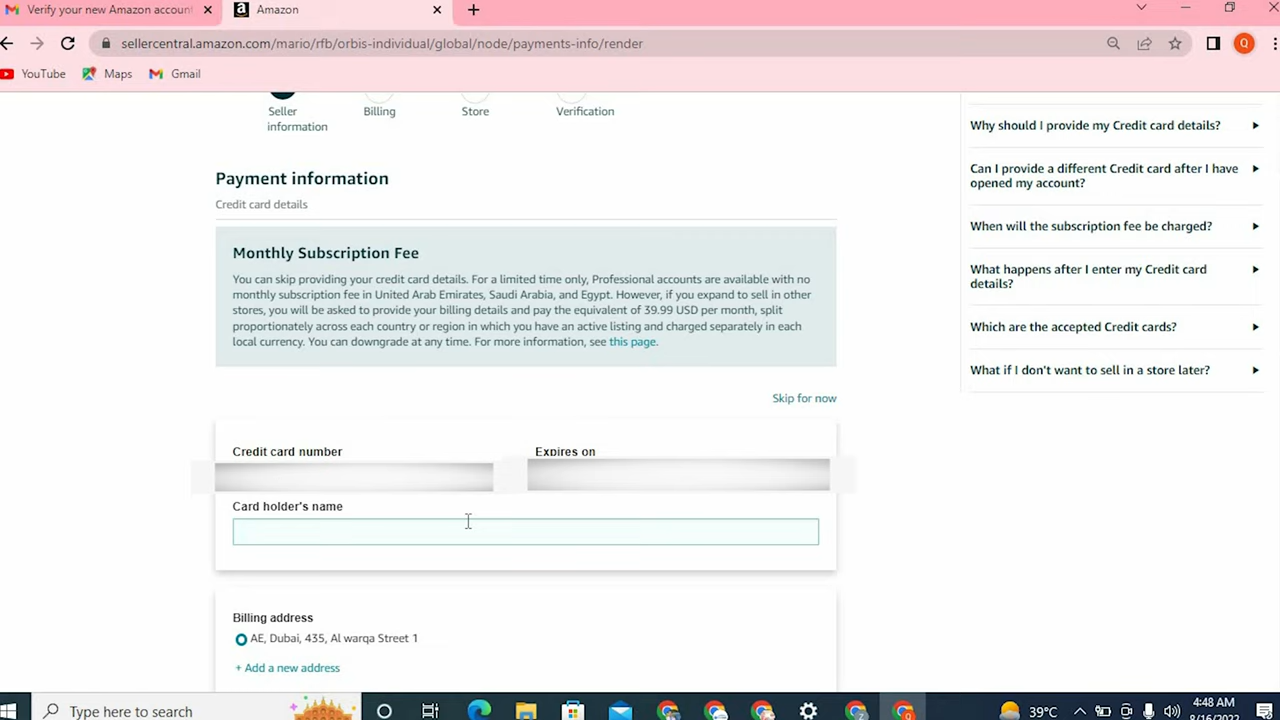 Verify your new Amazon accoun
Amazon
sellercentral.amazon.com/mario/rfb/orbis-individual/global/node/payments-info/render
Q
YouTube
Maps
Gmail
Seller
information
Billing
Store
Verification
Payment information
Credit card details
Monthly Subscription Fee
You can skip providing your credit card details. For a limited time only, Professional accounts are available with no
monthly subscription fee in United Arab Emirates, Saudi Arabia, and Egypt. However, if you expand to sell in other
stores, you will be asked to provide your billing details and pay the equivalent of 39.99 USD per month, split
proportionately across each country or region in which you have an active listing and charged separately in each
local currency. You can downgrade at any time. For more information, see this page.
Skip for now
Credit card number
Expires on
Card holder's name
Billing address
AE, Dubai, 435, Al warqa Street 1
+ Add a new address
Why should I provide my Credit card details?
Can I provide a different Credit card after I have
opened my account?
When will the subscription fee be charged?
What happens after I enter my Credit card
details?
Which are the accepted Credit cards?
What if I don't want to sell in a store later?
Type here to search
39°C
4:48 AM